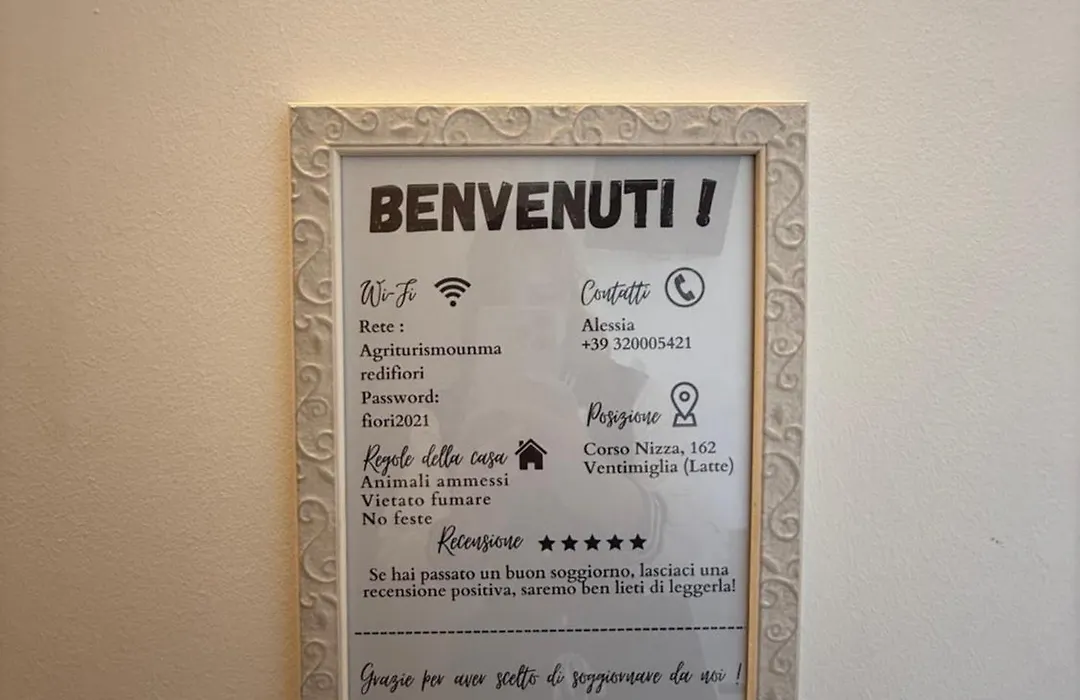 BENVENUTI !
Wi-Fi
Rete :
Agriturismounma
redifiori
Password:
fiori2021
Contatti
Alessia
+39 320005421
Posizione
Corso Nizza, 162
Ventimiglia (Latte)
Regole della casa
Animali ammessi
Vietato fumare
No feste
Recensione
Se hai passato un buon soggiorno, lasciaci una
recensione positiva, saremo ben lieti di leggerla!
Grazie per aver scelto di soggiornare da noi !